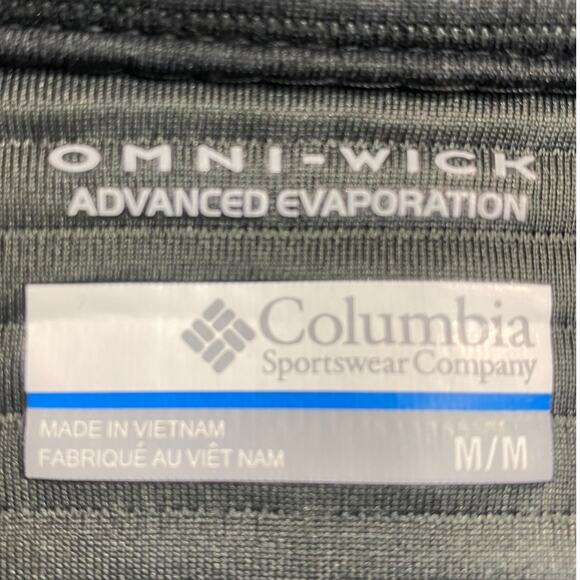 OMNI-WICK
ADVANCED EVAPORATION
Columbia
Sportswear Company
MADE IN VIETNAM
FABRIQUÉ AU VIÊT NAM
M/M